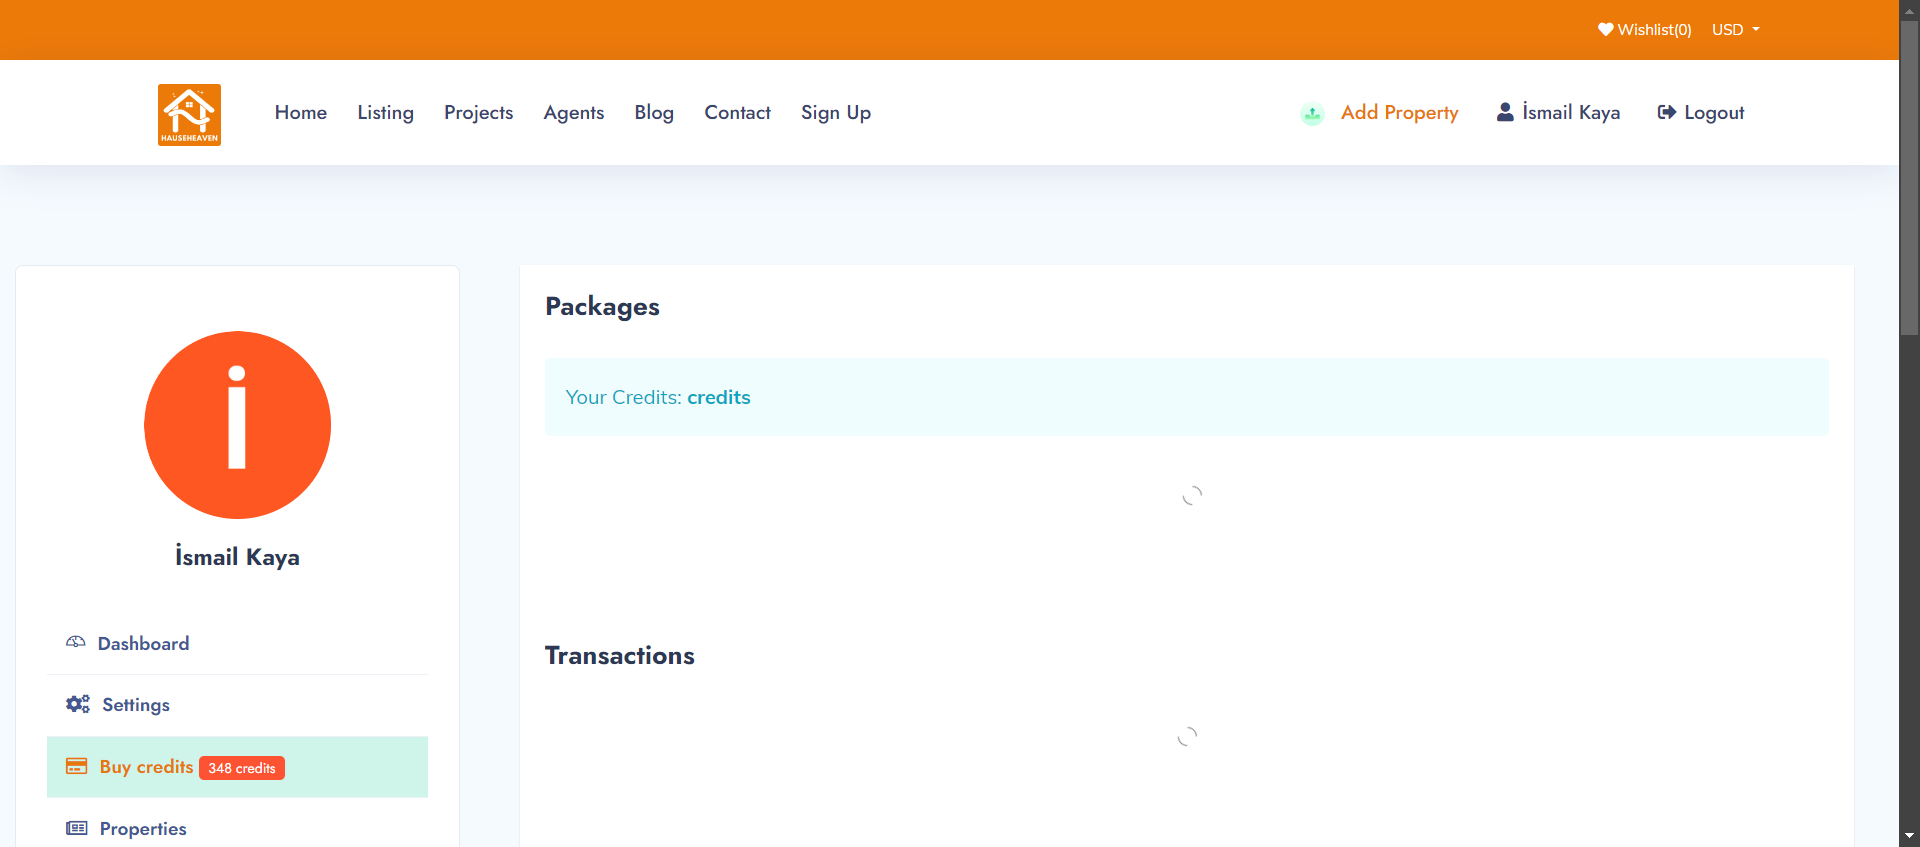 Wishlist(0) USD
HAUSEHEAVEN
Home Listing Projects Agents Blog Contact Sign Up Add Property İsmail Kaya Logout
İ
İsmail Kaya
Dashboard
Settings
Buy credits 348 credits
Properties
Packages
Your Credits: credits
Transactions